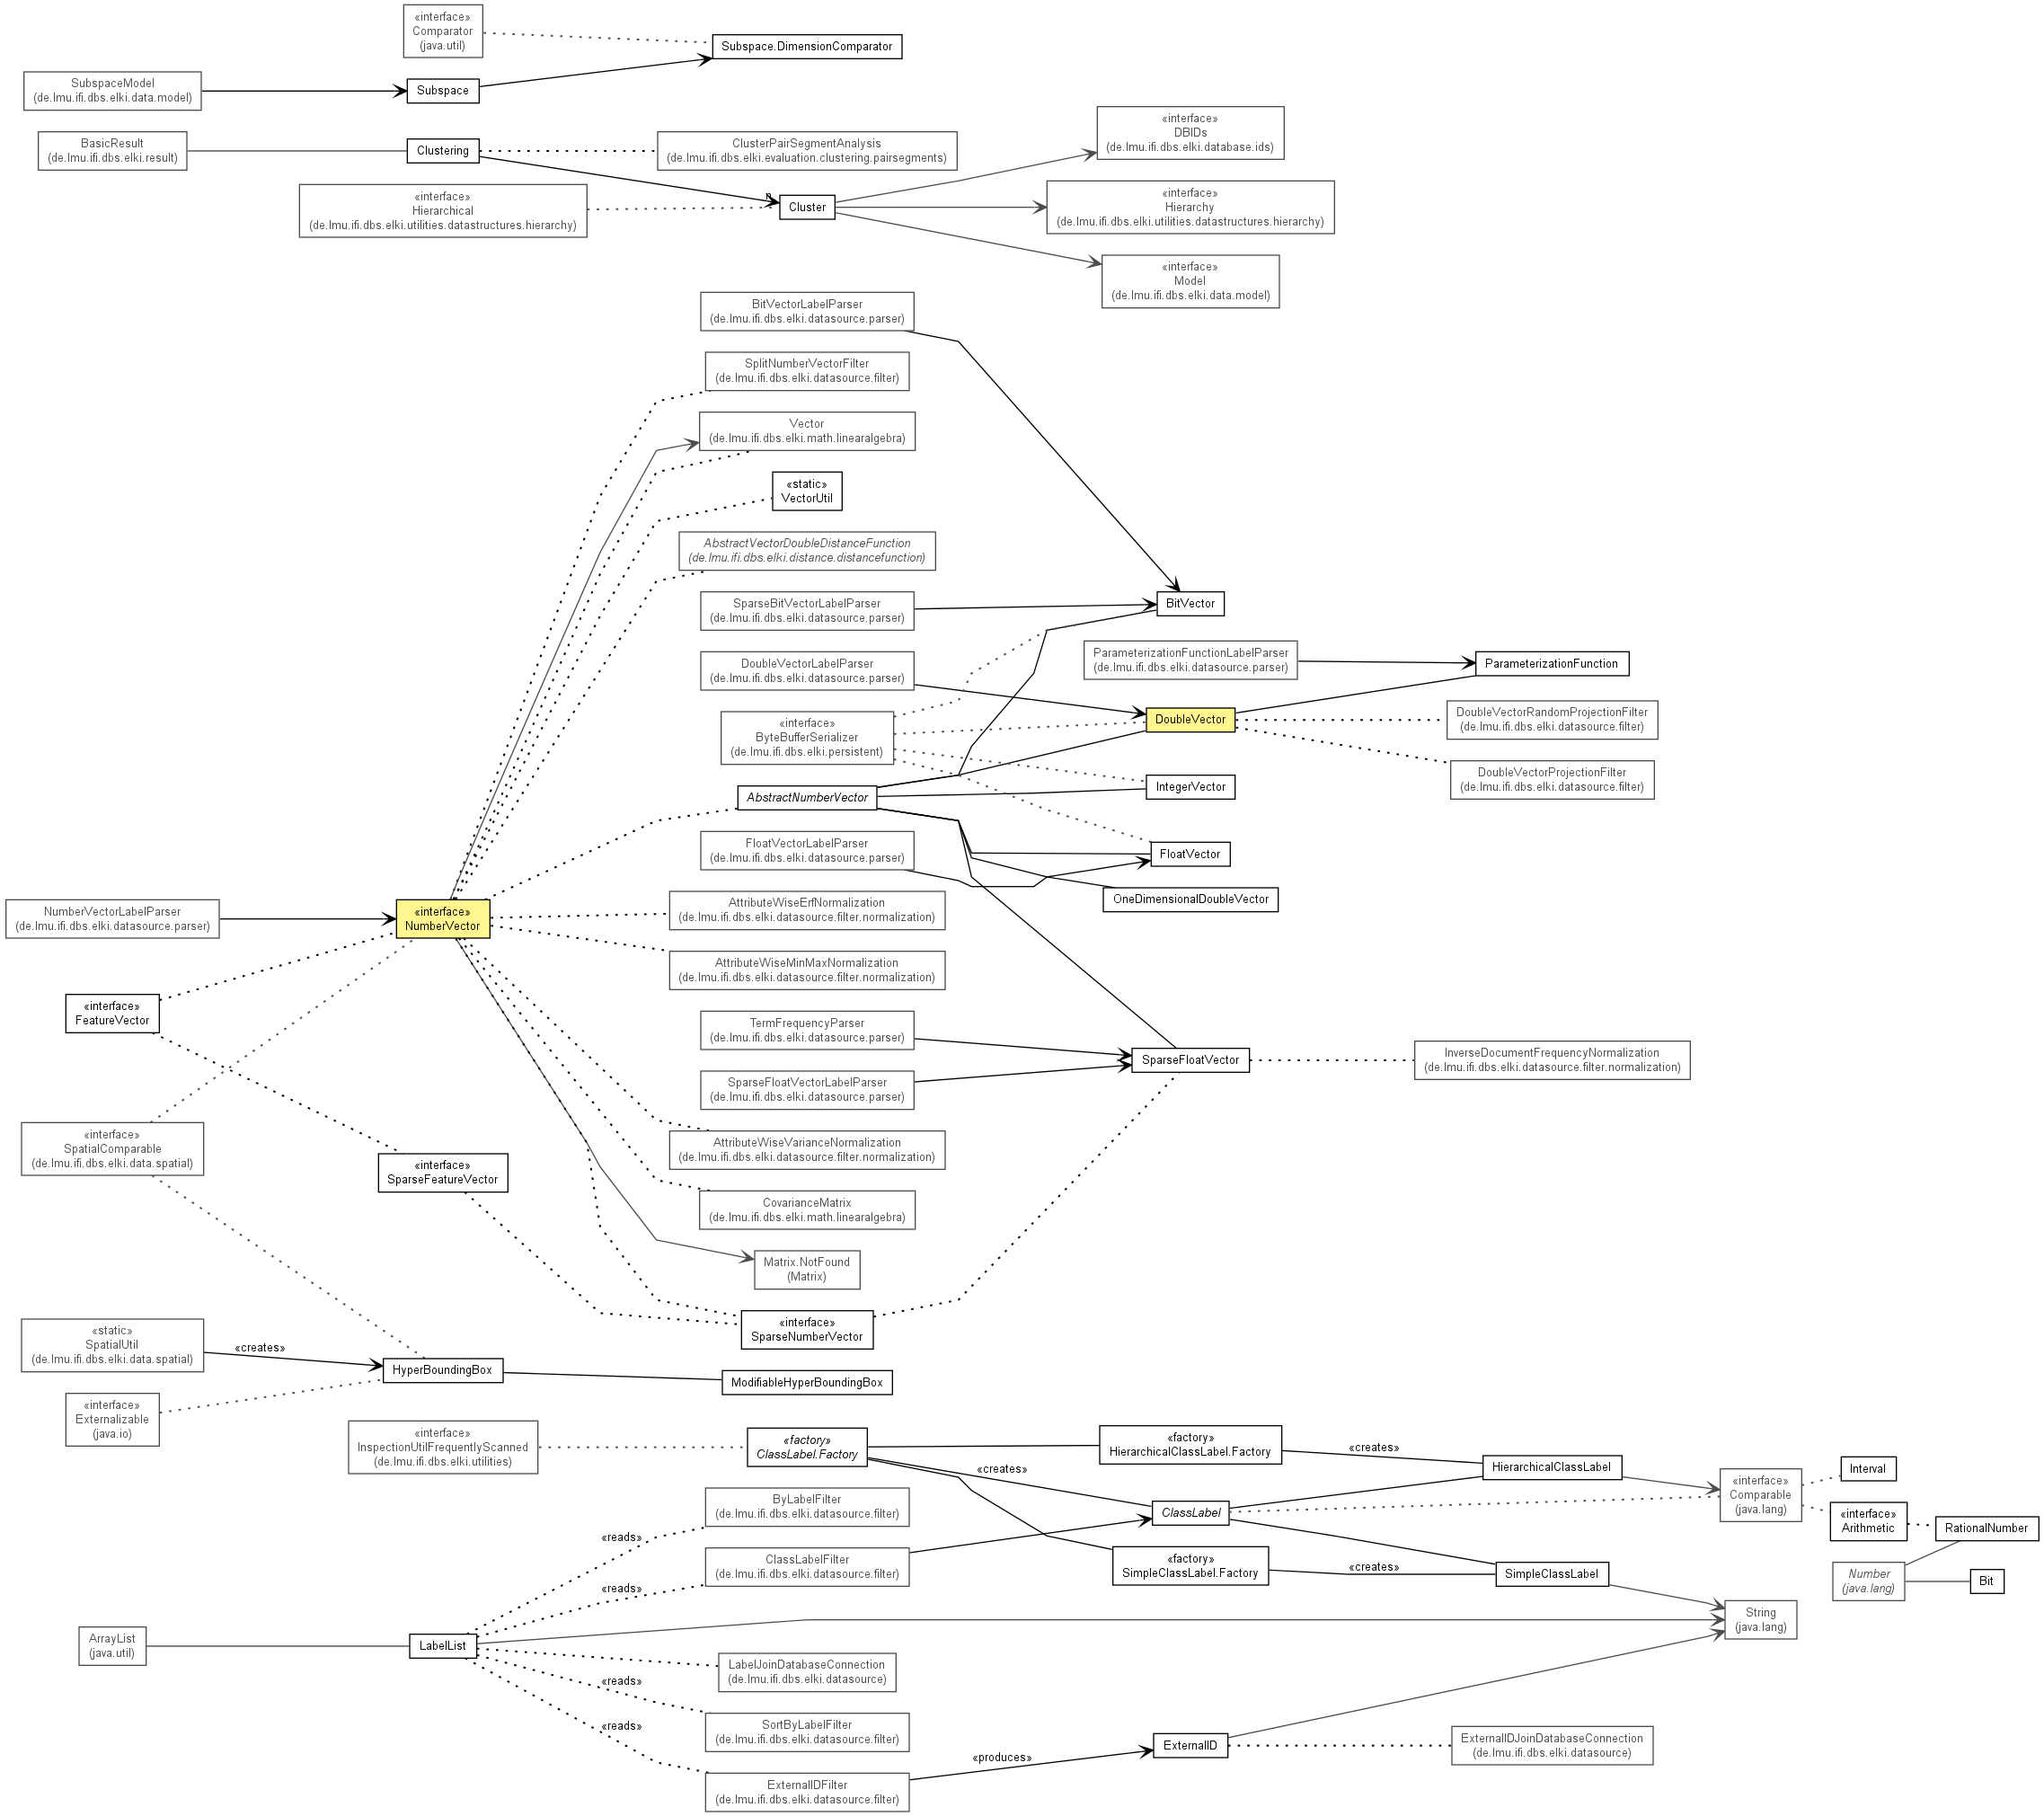 «interface»
Comparator
(java.util)
Subspace.DimensionComparator
SubspaceModel
(de.lmu.ifi.dbs.elki.data.model)
Subspace
BasicResult
(de.lmu.ifi.dbs.elki.result)
Clustering
ClusterPairSegmentAnalysis
(de.lmu.ifi.dbs.elki.evaluation.clustering.pairsegments)
«interface»
DBIDs
(de.lmu.ifi.dbs.elki.database.ids)
«interface»
Hierarchical
(de.lmu.ifi.dbs.elki.utilities.datastructures.hierarchy)
n
Cluster
«interface»
Hierarchy
(de.lmu.ifi.dbs.elki.utilities.datastructures.hierarchy)
«interface»
Model
(de.lmu.ifi.dbs.elki.data.model)
BitVectorLabelParser
(de.lmu.ifi.dbs.elki.datasource.parser)
SplitNumberVectorFilter
(de.lmu.ifi.dbs.elki.datasource.filter)
Vector
(de.lmu.ifi.dbs.elki.math.linearalgebra)
«static»
VectorUtil
AbstractVectorDoubleDistanceFunction
(de.lmu.ifi.dbs.elki.distance.distancefunction)
SparseBitVectorLabelParser
(de.lmu.ifi.dbs.elki.datasource.parser)
BitVector
DoubleVectorLabelParser
(de.lmu.ifi.dbs.elki.datasource.parser)
ParameterizationFunctionLabelParser
(de.lmu.ifi.dbs.elki.datasource.parser)
ParameterizationFunction
«interface»
ByteBufferSerializer
(de.lmu.ifi.dbs.elki.persistent)
DoubleVector
DoubleVectorRandomProjectionFilter
(de.lmu.ifi.dbs.elki.datasource.filter)
DoubleVectorProjectionFilter
(de.lmu.ifi.dbs.elki.datasource.filter)
AbstractNumberVector
IntegerVector
FloatVectorLabelParser
(de.lmu.ifi.dbs.elki.datasource.parser)
FloatVector
OneDimensionalDoubleVector
NumberVectorLabelParser
(de.lmu.ifi.dbs.elki.datasource.parser)
«interface»
NumberVector
AttributeWiseErfNormalization
(de.lmu.ifi.dbs.elki.datasource.filter.normalization)
AttributeWiseMinMaxNormalization
(de.lmu.ifi.dbs.elki.datasource.filter.normalization)
«interface»
FeatureVector
TermFrequencyParser
(de.lmu.ifi.dbs.elki.datasource.parser)
SparseFloatVector
InverseDocumentFrequencyNormalization
(de.lmu.ifi.dbs.elki.datasource.filter.normalization)
SparseFloatVectorLabelParser
(de.lmu.ifi.dbs.elki.datasource.parser)
«interface»
SpatialComparable
(de.lmu.ifi.dbs.elki.data.spatial)
AttributeWiseVarianceNormalization
(de.lmu.ifi.dbs.elki.datasource.filter.normalization)
«interface»
SparseFeatureVector
CovarianceMatrix
(de.lmu.ifi.dbs.elki.math.linearalgebra)
Matrix.NotFound
(Matrix)
«interface»
SparseNumberVector
«static»
SpatialUtil
(de.lmu.ifi.dbs.elki.data.spatial)
«creates»
HyperBoundingBox
ModifiableHyperBoundingBox
«interface»
Externalizable
(java.io)
«interface»
InspectionUtilFrequentlyScanned
(de.lmu.ifi.dbs.elki.utilities)
«factory»
ClassLabel.Factory
«factory»
HierarchicalClassLabel.Factory
«creates»
HierarchicalClassLabel
«creates»
«interface»
Comparable
(java.lang)
Interval
ByLabelFilter
(de.lmu.ifi.dbs.elki.datasource.filter)
ClassLabel
«interface»
Arithmetic
RationalNumber
«reads»
ClassLabelFilter
(de.lmu.ifi.dbs.elki.datasource.filter)
«factory»
SimpleClassLabel.Factory
«creates»
SimpleClassLabel
Number
(java.lang)
Bit
«reads»
String
(java.lang)
ArrayList
(java.util)
LabelList
LabelJoinDatabaseConnection
(de.lmu.ifi.dbs.elki.datasource)
«reads»
SortByLabelFilter
(de.lmu.ifi.dbs.elki.datasource.filter)
«reads»
ExternalIDFilter
(de.lmu.ifi.dbs.elki.datasource.filter)
«produces»
ExternalID
ExternalIDJoinDatabaseConnection
(de.lmu.ifi.dbs.elki.datasource)